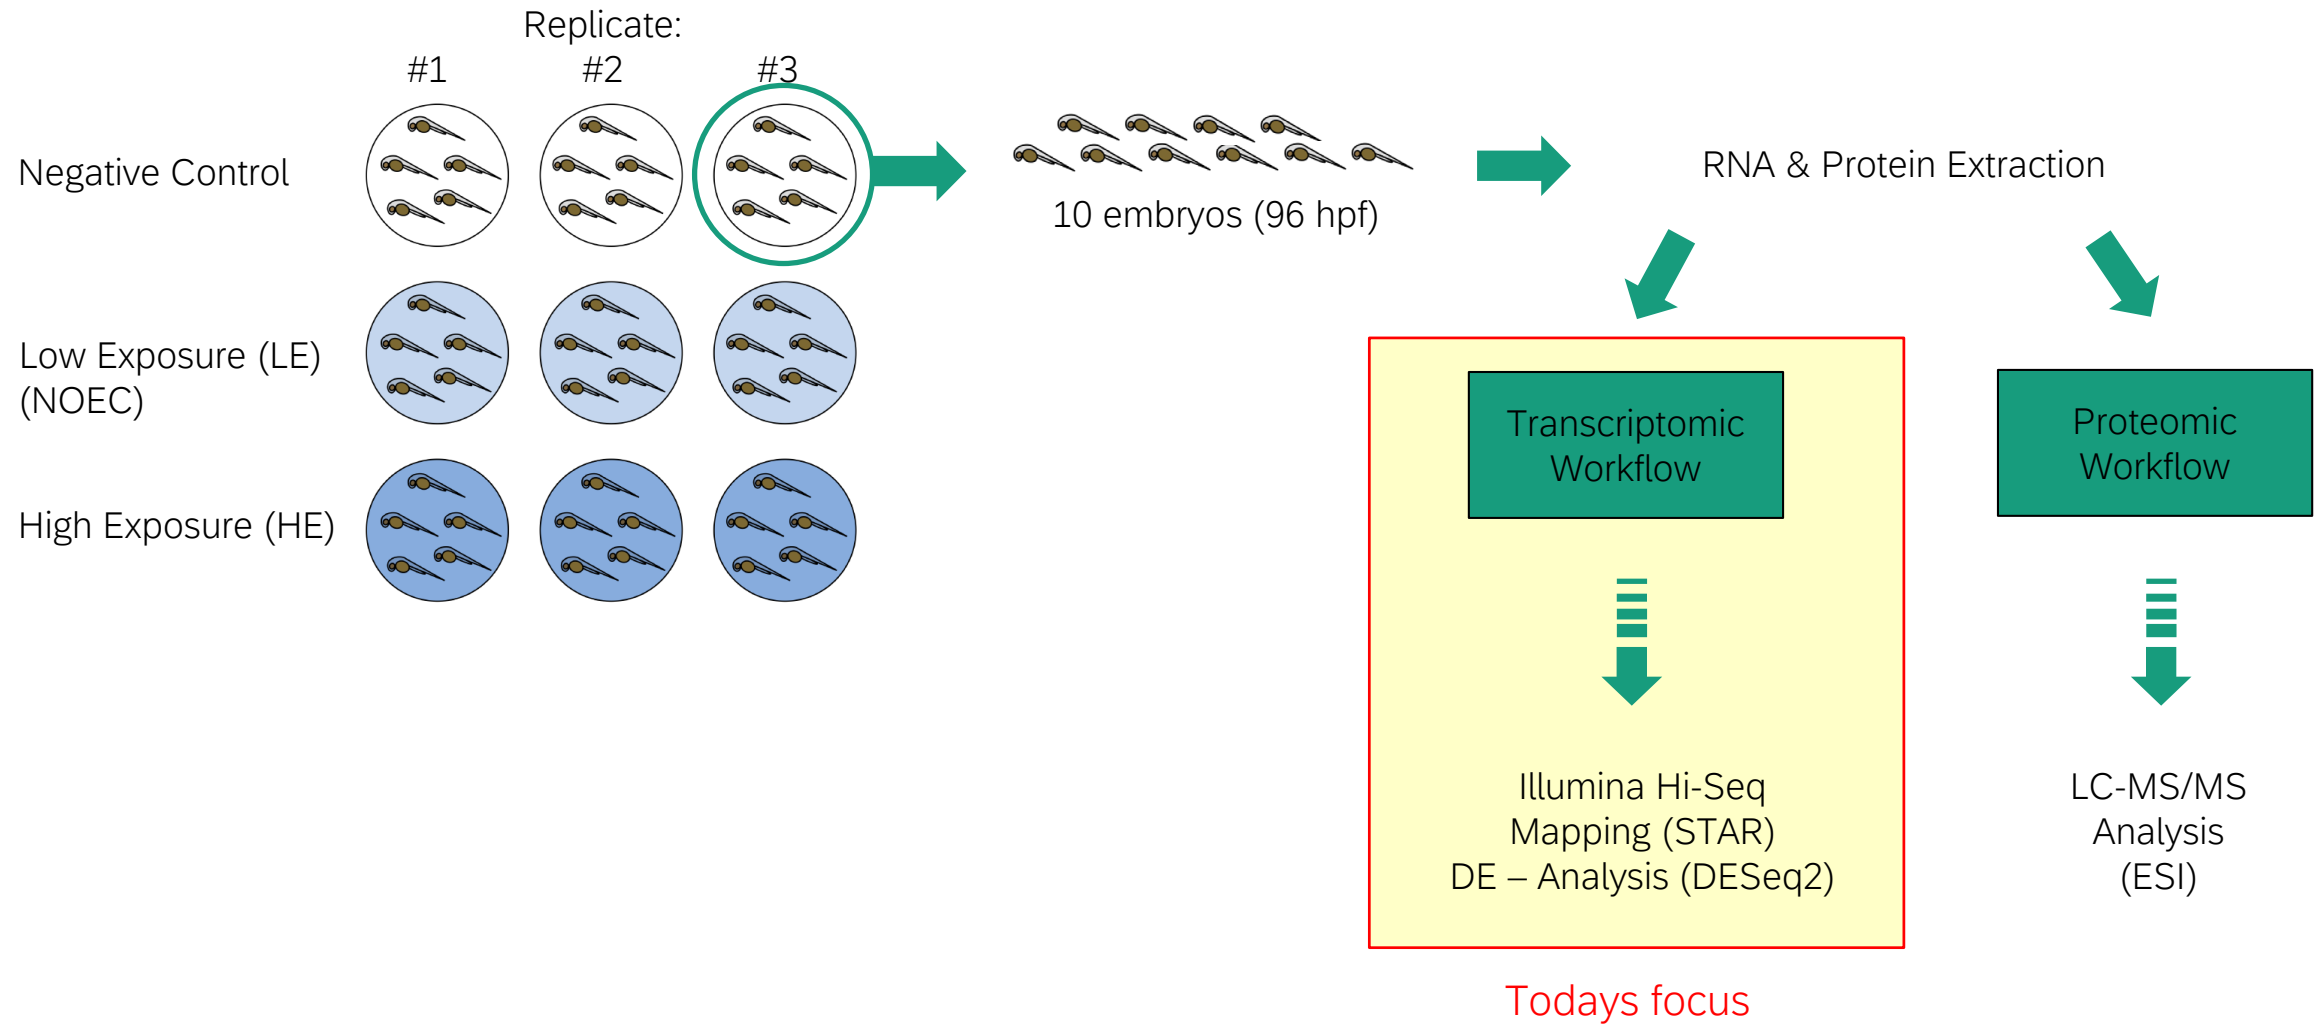 Replicate:
#1 #2 #3
Negative Control
10 embryos (96 hpf)
RNA & Protein Extraction
Low Exposure (LE)
(NOEC)
High Exposure (HE)
Transcriptomic
Workflow
Proteomic
Workflow
Illumina Hi-Seq
Mapping (STAR)
DE – Analysis (DESeq2)
LC-MS/MS
Analysis
(ESI)
Todays focus